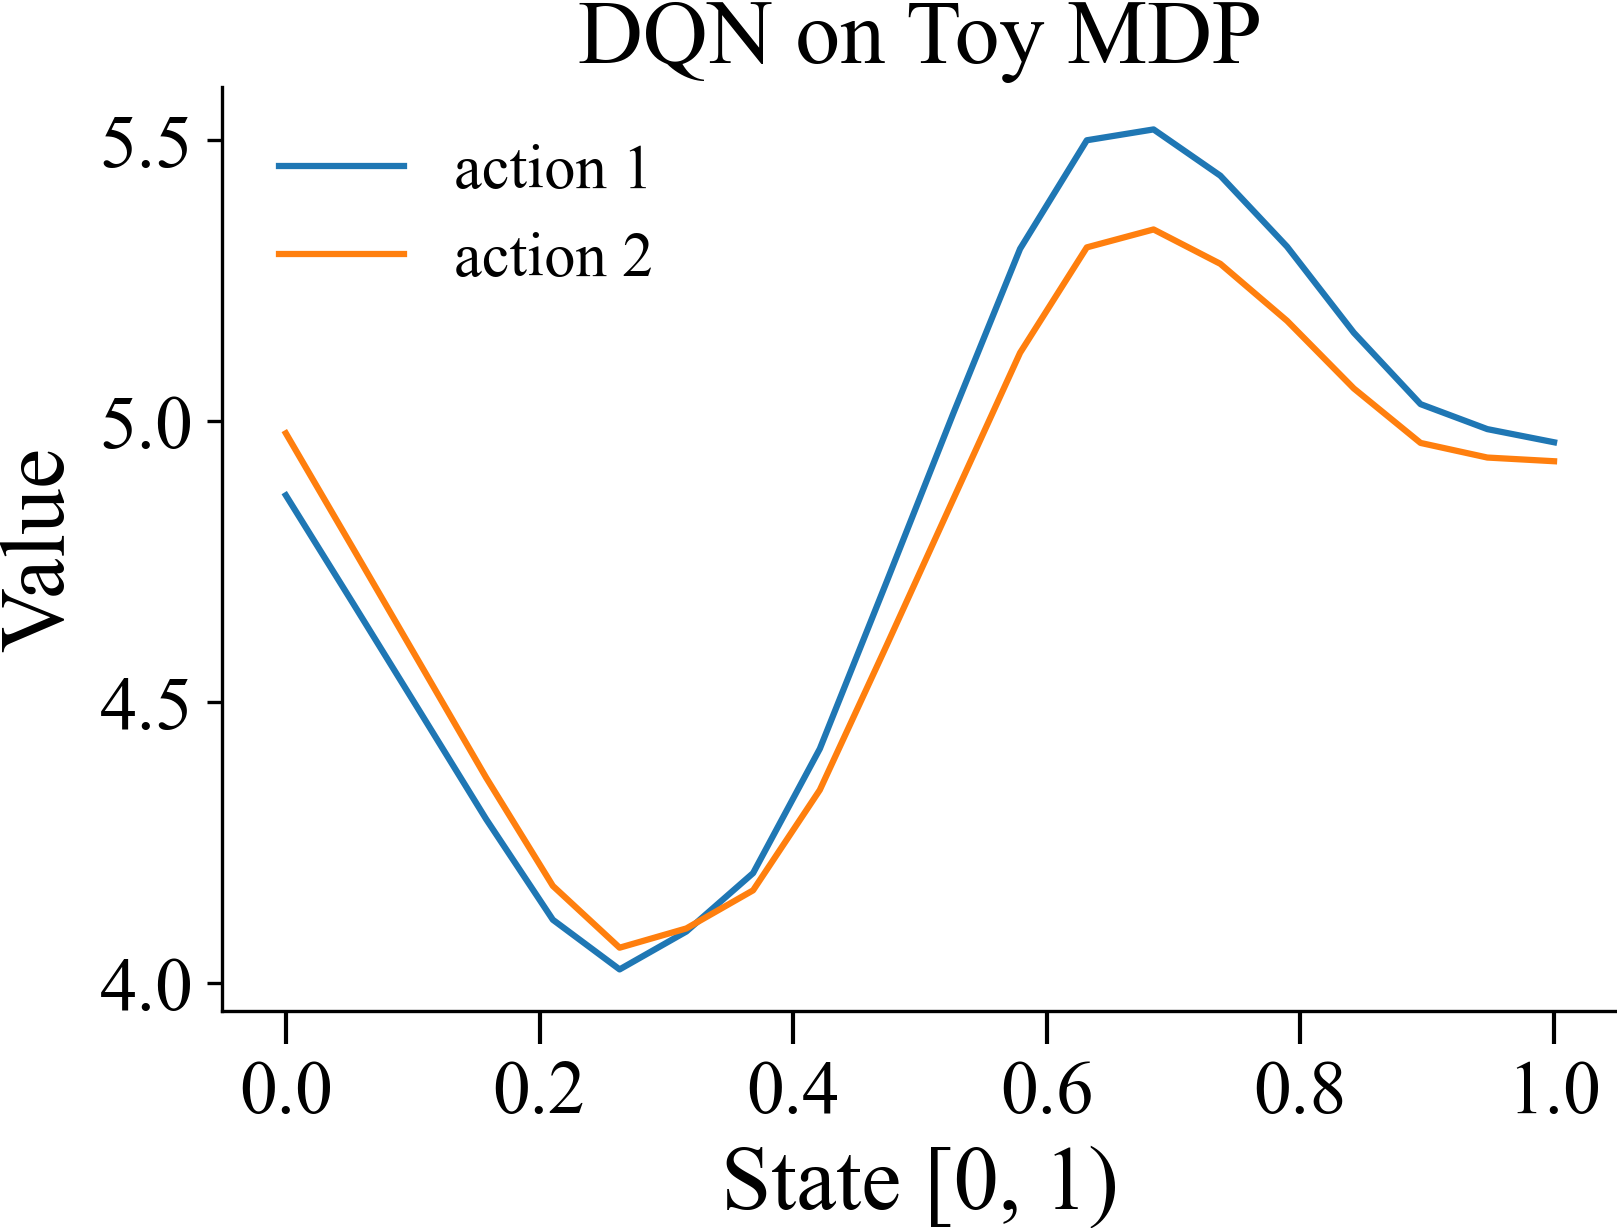 DQN on Toy MDP
action 1
action 2
Value
5.5
5.0
4.5
4.0
0.0 0.2 0.4 0.6 0.8 1.0
State [0, 1)